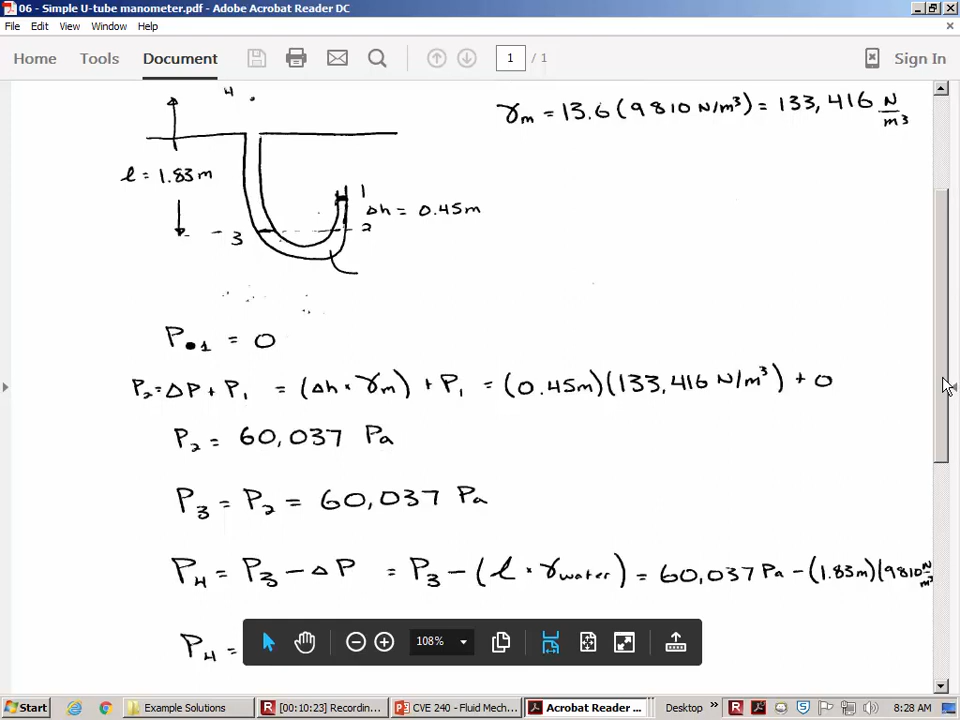 06 - Simple U-tube manometer.pdf - Adobe Acrobat Reader DC
File Edit View Window Help
Home Tools Document 1 / 1 Sign In
4
γm = 13.6 (9810 N/m³) = 133,416 N/m³
l = 1.83m
1
Δh = 0.45m
2
- 3
P1 = 0
P2 = ΔP + P1 = (Δh × γm) + P1 = (0.45m)(133,416 N/m³) + 0
P2 = 60,037 Pa
P3 = P2 = 60,037 Pa
P4 = P3 - ΔP = P3 - (l × γwater) = 60,037 Pa - (1.83m)(9810 N/m³
P4 =
108%
Start Example Solutions [00:10:23] Recordin... CVE 240 - Fluid Mech... Acrobat Reader ... Desktop » 8:28 AM